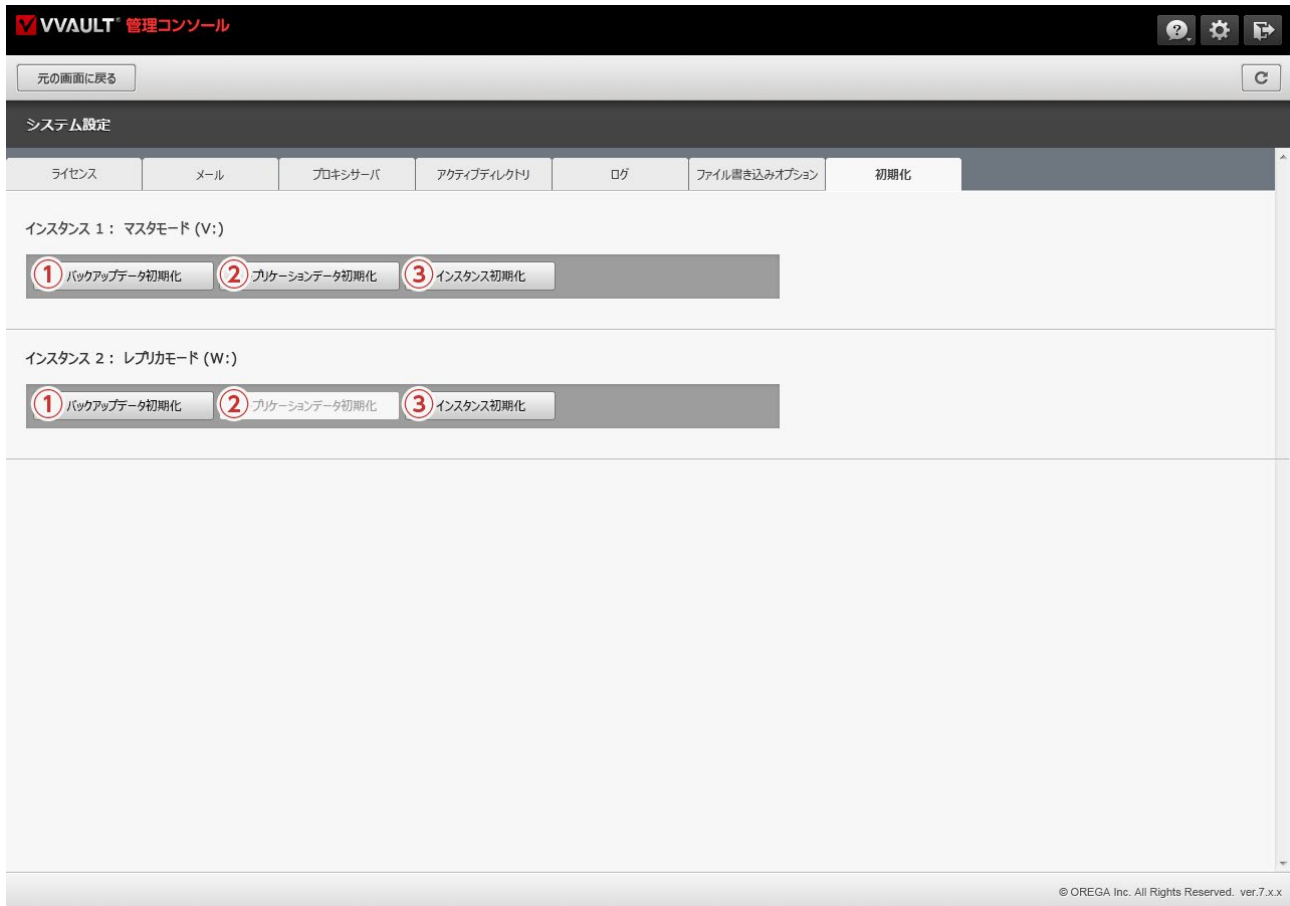 VVAULT® 管理コンソール
元の画面に戻る
システム設定
ライセンス メール プロキシサーバ アクティブディレクトリ ログ ファイル書き込みオプション 初期化
インスタンス 1 : マスタモード (V:)
① バックアップデータ初期化 ② プリケーションデータ初期化 ③ インスタンス初期化
インスタンス 2 : レプリカモード (W:)
① バックアップデータ初期化 ② プリケーションデータ初期化 ③ インスタンス初期化
© OREGA Inc. All Rights Reserved. ver.7.x.x